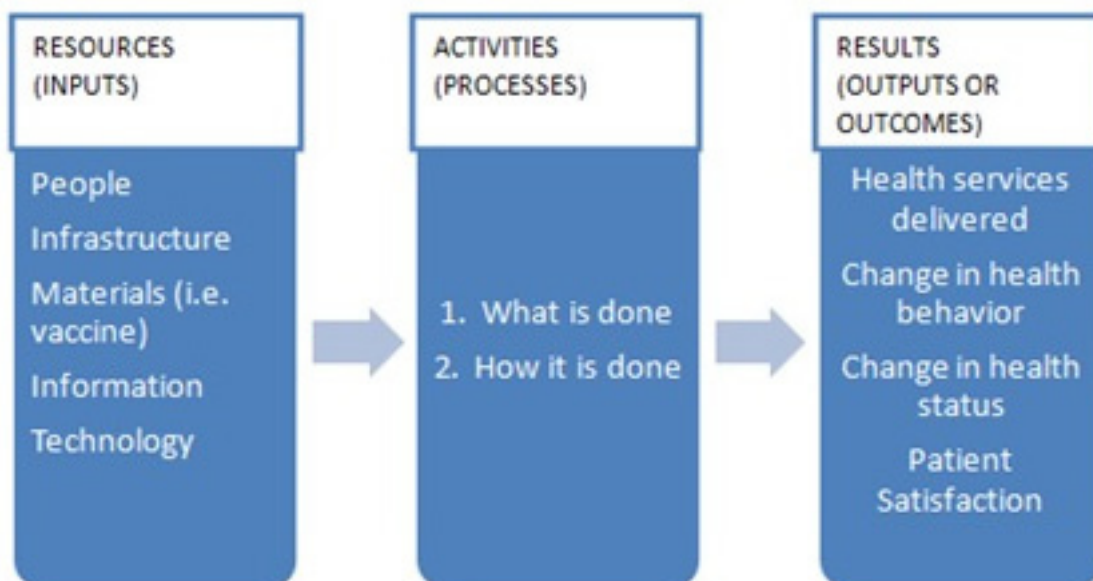 RESOURCES
(INPUTS)
People
Infrastructure
Materials (i.e.
vaccine)
Information
Technology
ACTIVITIES
(PROCESSES)
1. What is done
2. How it is done
RESULTS
(OUTPUTS OR
OUTCOMES)
Health services
delivered
Change in health
behavior
Change in health
status
Patient
Satisfaction